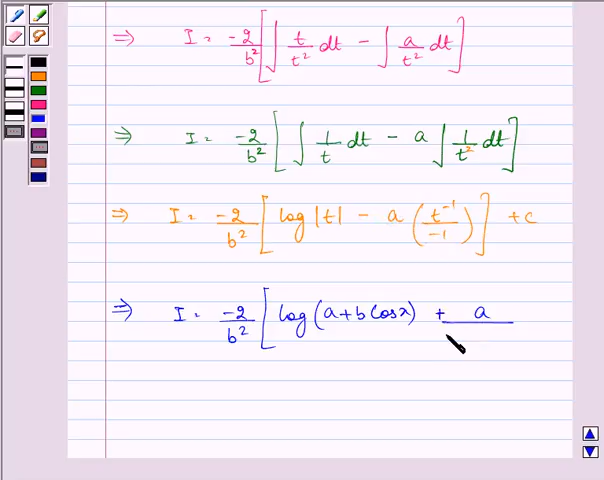 ⇒ I = -2/b² [ ∫ t/t² dt - ∫ a/t² dt ]
⇒ I = -2/b² [ ∫ 1/t dt - a ∫ 1/t² dt ]
⇒ I = -2/b² [ log |t| - a ( t⁻¹/-1 ) ] + c
⇒ I = -2/b² [ log (a+b Cosx) + a